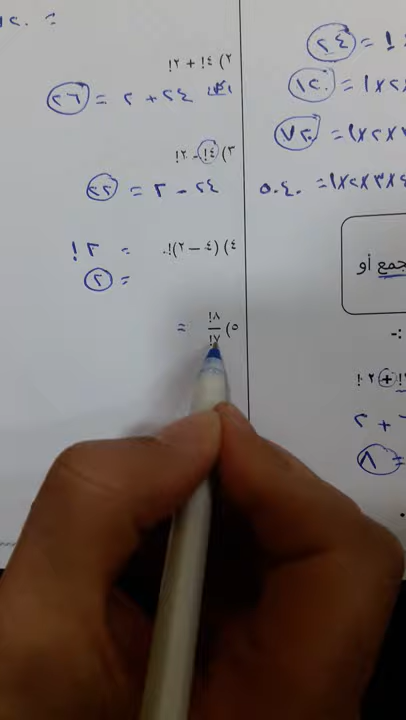 ! = ٢٤
١×٢× = ١٢٠
١×٢× = ٧٢٠
١×٢×٣× = ٥٠٤٠
جمع أو
:-
! + ٢!
+ ٢
= ٨
٢) ٤! + ٢!
٢٤ + ٢ = ٢٦
٣) ٤! - ٢!
٢٤ - ٢ = ٢٢
٤) (٤ – ٢)! = ٢!
= ٢
٥) ٨! / ٧! =